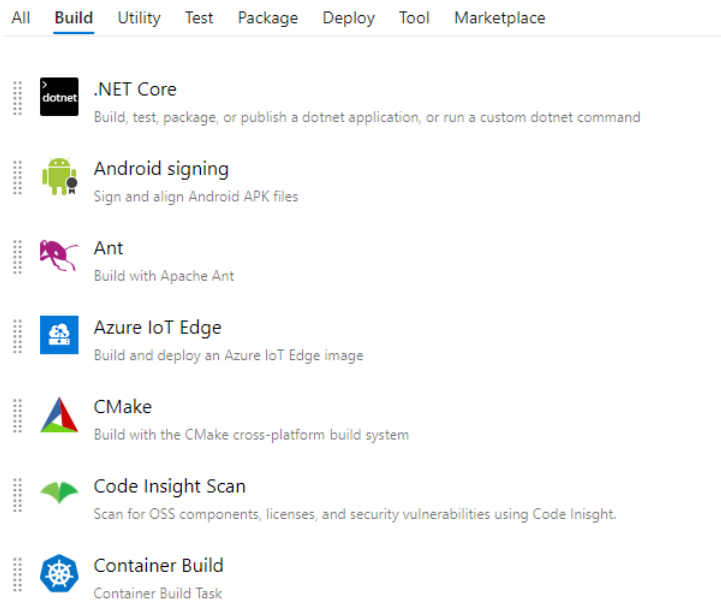 All Build Utility Test Package Deploy Tool Marketplace
> dotnet
.NET Core
Build, test, package, or publish a dotnet application, or run a custom dotnet command
Android signing
Sign and align Android APK files
Ant
Build with Apache Ant
Azure IoT Edge
Build and deploy an Azure IoT Edge image
CMake
Build with the CMake cross-platform build system
Code Insight Scan
Scan for OSS components, licenses, and security vulnerabilities using Code Inisght.
Container Build
Container Build Task